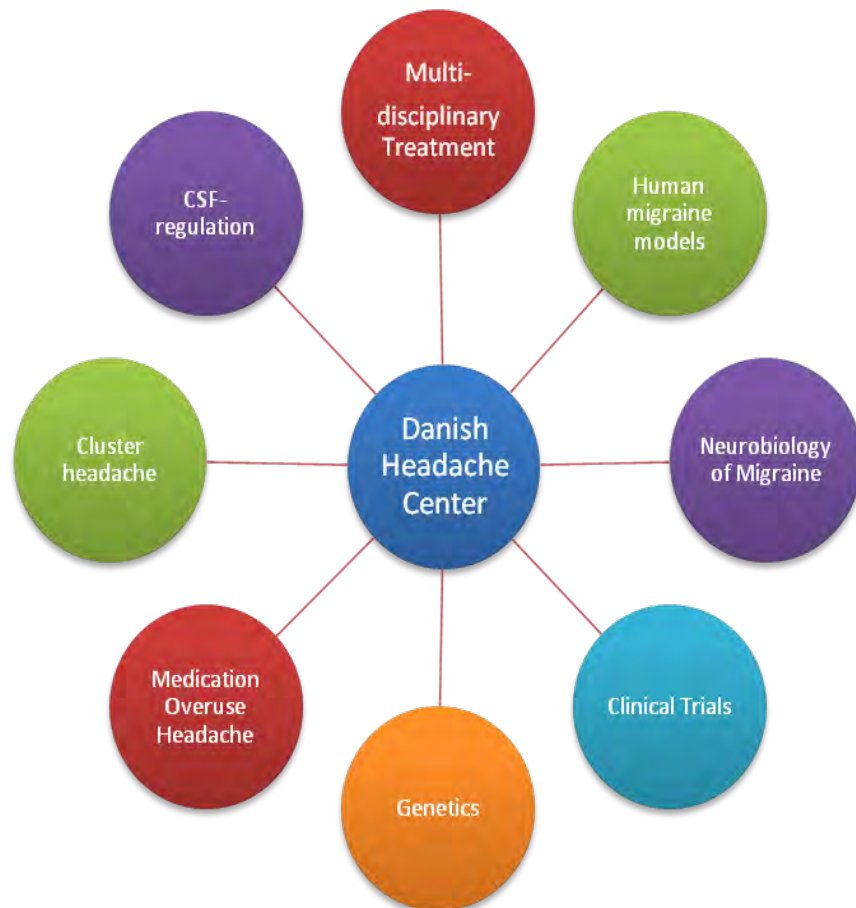 Multi-
disciplinary
Treatment
Human
migraine
models
Neurobiology
of Migraine
Clinical Trials
Genetics
Medication
Overuse
Headache
Cluster
headache
CSF-
regulation
Danish
Headache
Center